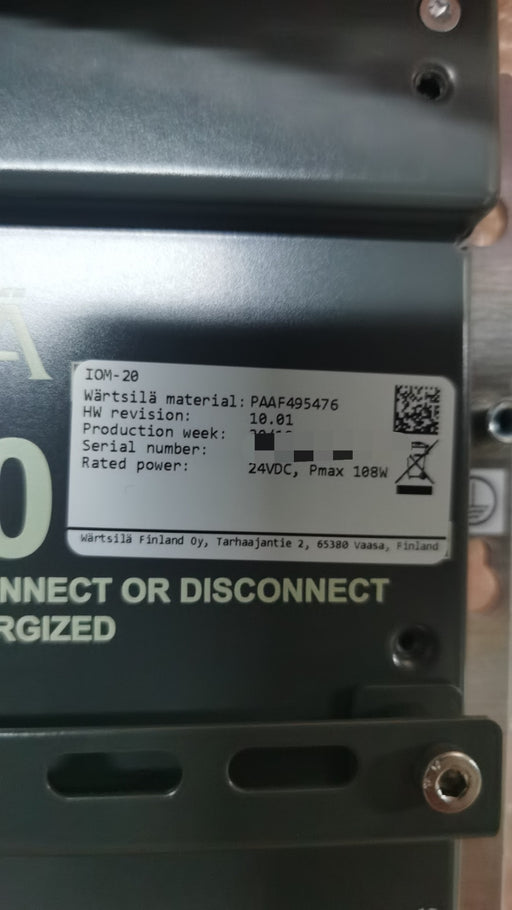 Ä
IOM-20
Wärtsilä material: PAAF495476
HW revision: 10.01
Production week:
Serial number:
Rated power: 24VDC, Pmax 108W
0
Wärtsilä Finland Oy, Tarhaajantie 2, 65380 Vaasa, Finland
NNECT OR DISCONNECT
RGIZED